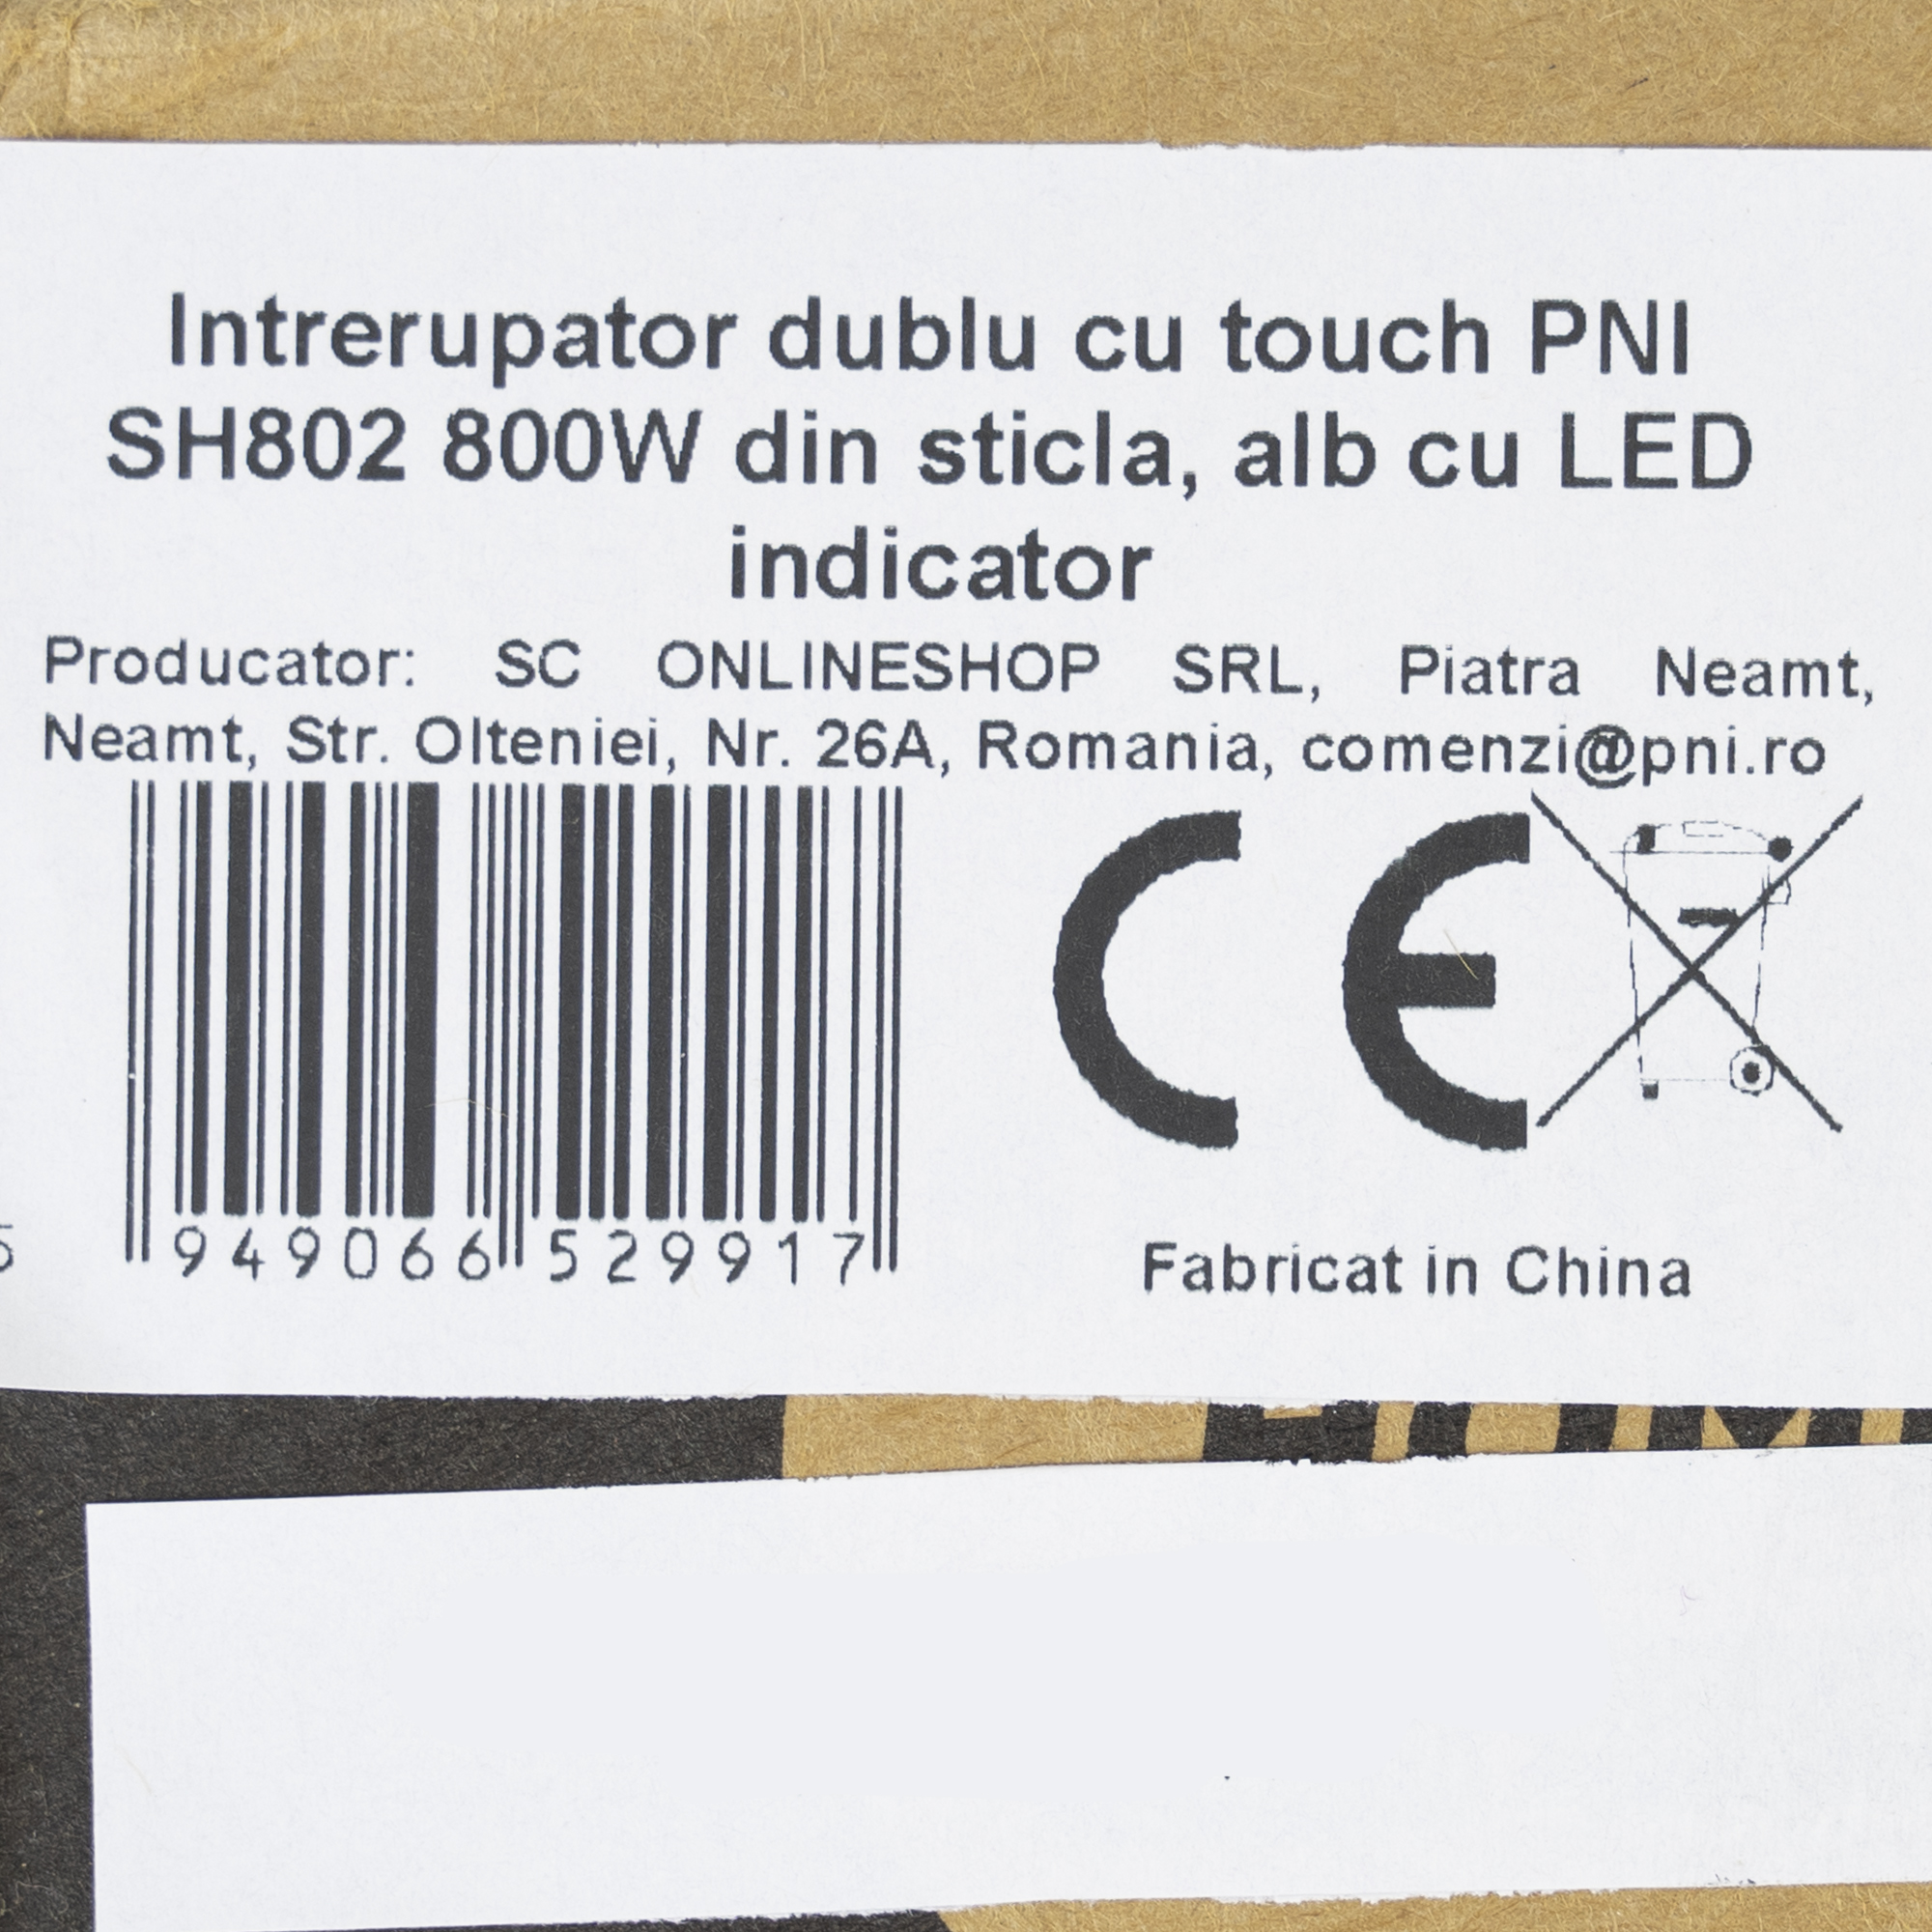 Intrerupator dublu cu touch PNI
SH802 800W din sticla, alb cu LED
indicator
Producator: SC ONLINESHOP SRL, Piatra Neamt,
Neamt, Str. Olteniei, Nr. 26A, Romania, comenzi@pni.ro
CE
949066 529917
Fabricat in China